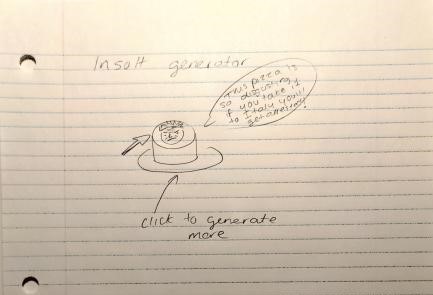 Insult generator
This pizza is
so disgusting
if you take it
to Italy you'll
get arrested!
click to generate
more